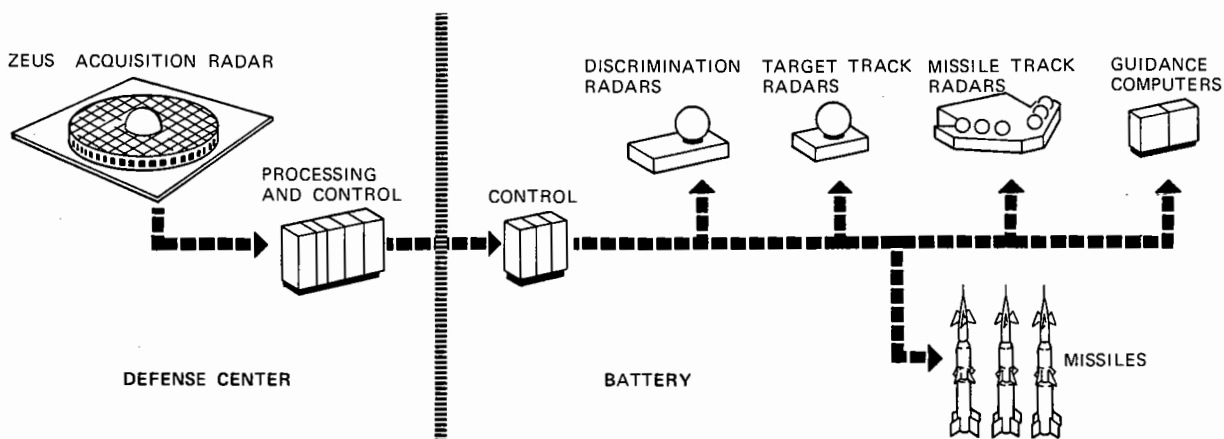 ZEUS ACQUISITION RADAR
PROCESSING
AND CONTROL
CONTROL
DISCRIMINATION
RADARS
TARGET TRACK
RADARS
MISSILE TRACK
RADARS
GUIDANCE
COMPUTERS
MISSILES
DEFENSE CENTER
BATTERY